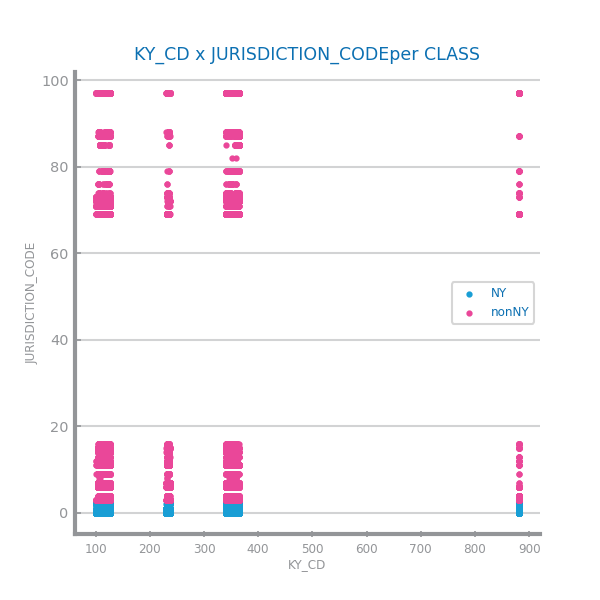 KY_CD x JURISDICTION_CODEper CLASS
100
80
60
40
20
0
JURISDICTION_CODE
NY
nonNY
100 200 300 400 500 600 700 800 900
KY_CD